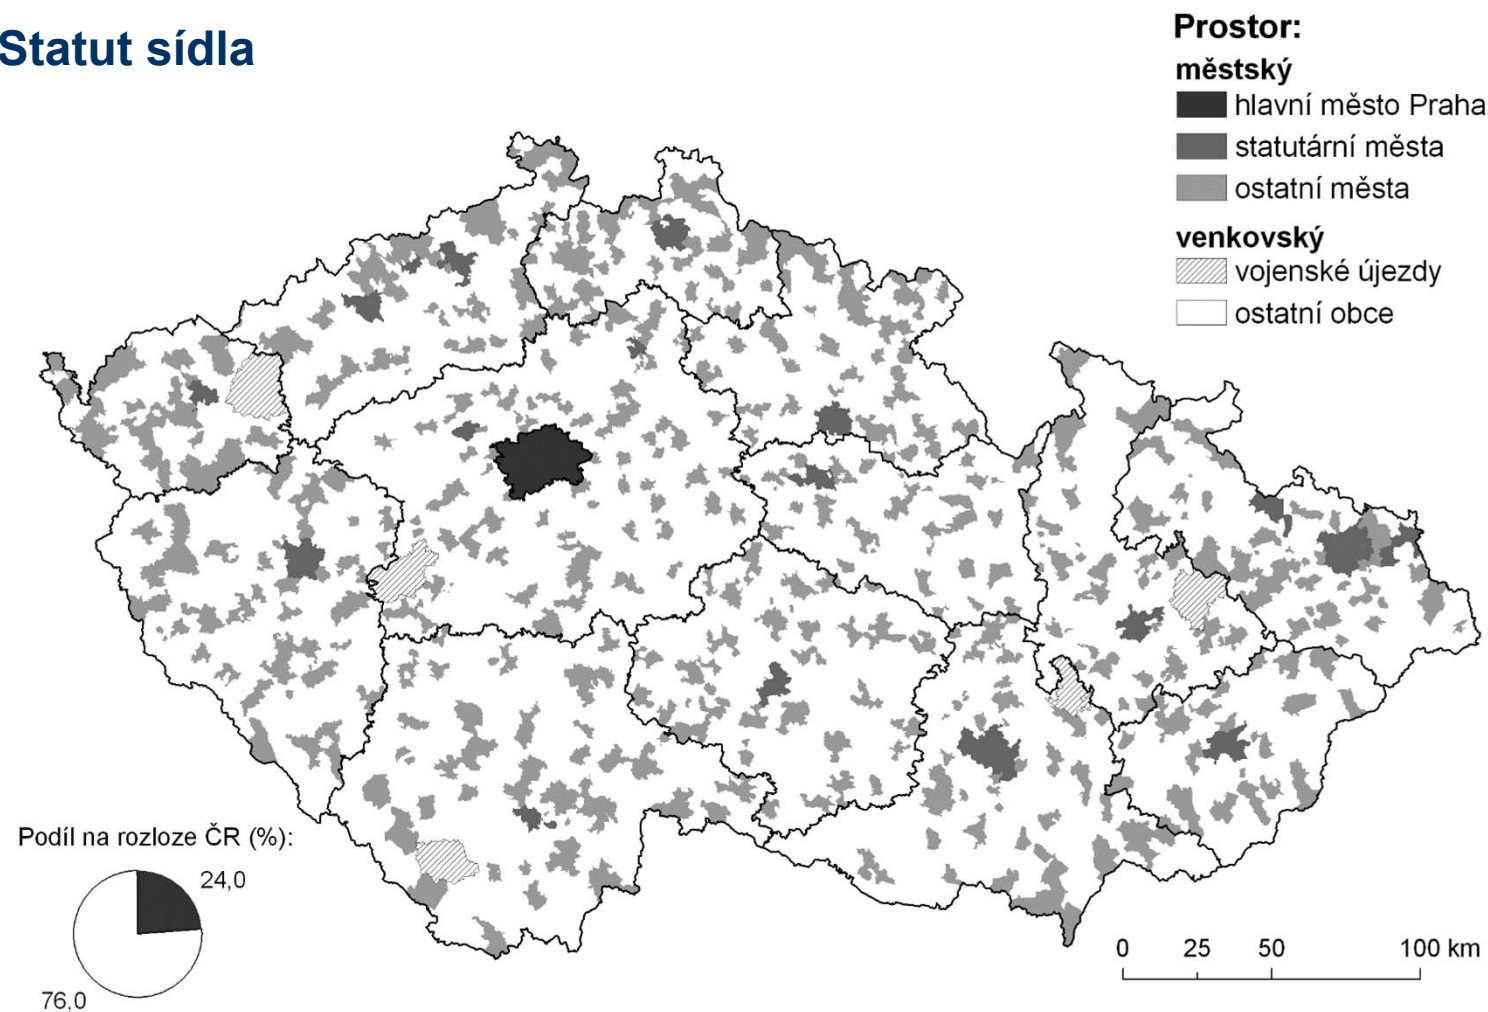 Statut sídla
Prostor:
městský
hlavní město Praha
statutární města
ostatní města
venkovský
vojenské újezdy
ostatní obce
Podíl na rozloze ČR (%):
24,0
76,0
0 25 50 100 km